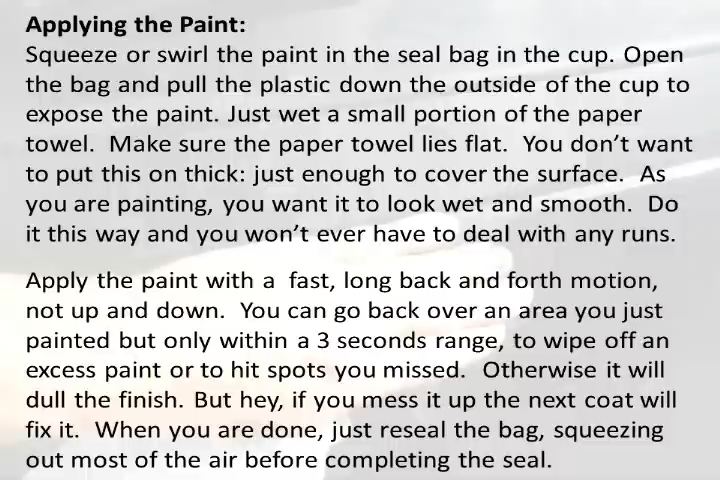 Applying the Paint:
Squeeze or swirl the paint in the seal bag in the cup. Open
the bag and pull the plastic down the outside of the cup to
expose the paint. Just wet a small portion of the paper
towel.  Make sure the paper towel lies flat.  You don’t want
to put this on thick: just enough to cover the surface.  As
you are painting, you want it to look wet and smooth.  Do
it this way and you won’t ever have to deal with any runs.
Apply the paint with a  fast, long back and forth motion,
not up and down.  You can go back over an area you just
painted but only within a 3 seconds range, to wipe off an
excess paint or to hit spots you missed.  Otherwise it will
dull the finish. But hey, if you mess it up the next coat will
fix it.  When you are done, just reseal the bag, squeezing
out most of the air before completing the seal.